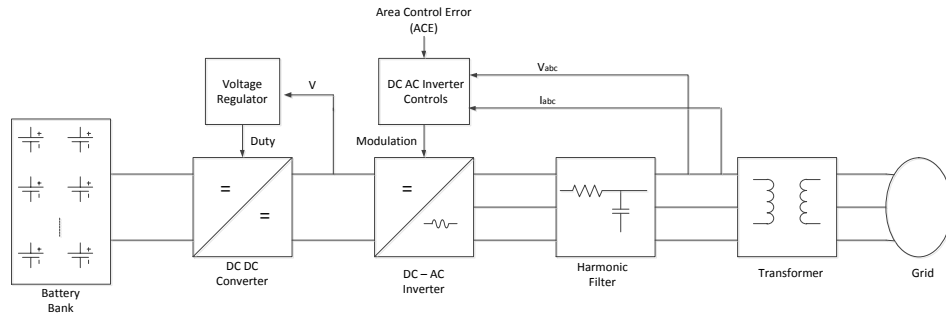 Area Control Error
(ACE)
Voltage
Regulator
V
DC AC Inverter
Controls
Vabc
Iabc
Duty
Modulation
=
=
=
DC DC
Converter
DC – AC
Inverter
Harmonic
Filter
Transformer
Grid
Battery
Bank